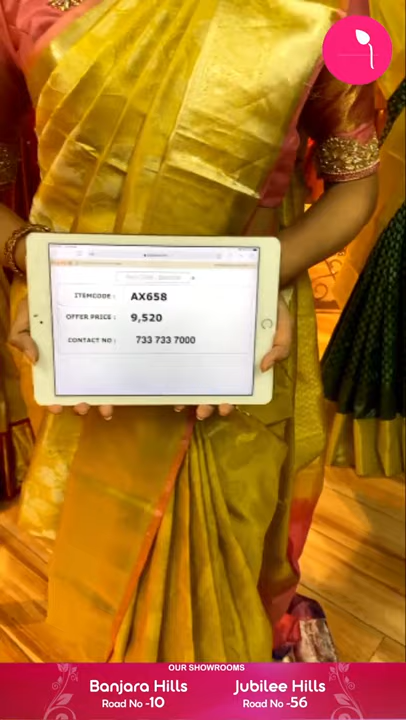 ITEMCODE : AX658
OFFER PRICE : 9,520
CONTACT NO : 733 733 7000
OUR SHOWROOMS
Banjara Hills Jubilee Hills
Road No -10 Road No -56